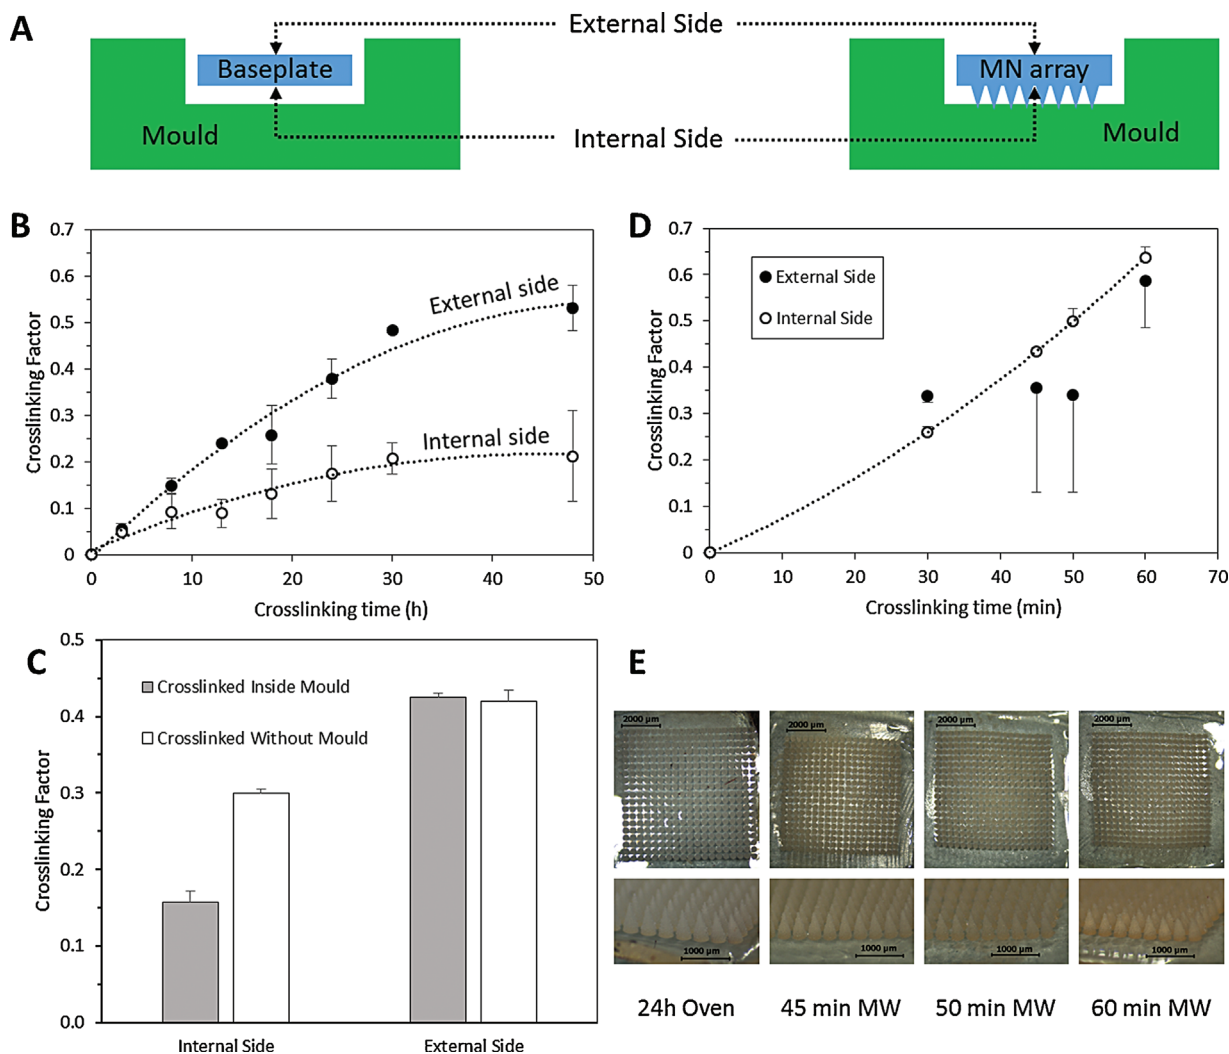 A
External Side
Baseplate
MN array
Internal Side
Mould
Mould
B
0.7
0.6
0.5
0.4
0.3
0.2
0.1
0
Crosslinking Factor
External side
Internal side
0
10
20
30
40
50
Crosslinking time (h)
D
0.7
0.6
0.5
0.4
0.3
0.2
0.1
0
Crosslinking Factor
External Side
Internal Side
0
10
20
30
40
50
60
70
Crosslinking time (min)
C
0.5
0.4
0.3
0.2
0.1
0.0
Crosslinking Factor
Crosslinked Inside Mould
Crosslinked Without Mould
Internal Side
External Side
E
2000 µm
2000 µm
2000 µm
2000 µm
1000 µm
1000 µm
1000 µm
1000 µm
24h Oven
45 min MW
50 min MW
60 min MW